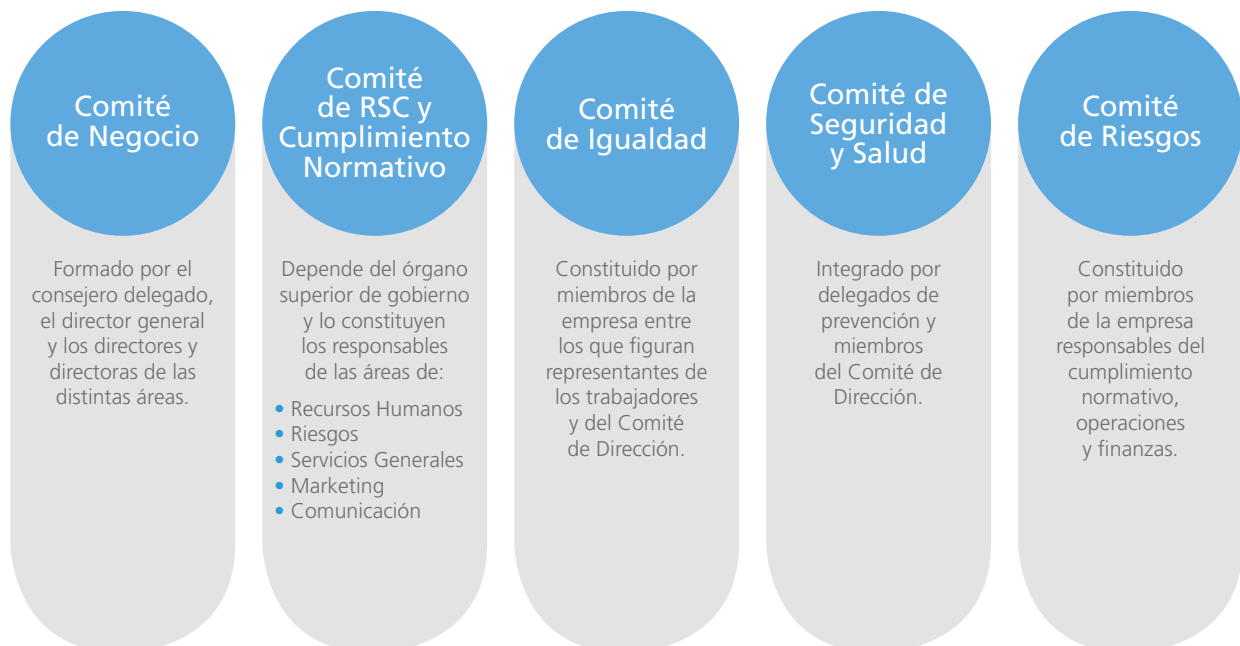 Comité
de Negocio
Formado por el
consejero delegado,
el director general
y los directores y
directoras de las
distintas áreas.
Comité
de RSC y
Cumplimiento
Normativo
Depende del órgano
superior de gobierno
y lo constituyen
los responsables
de las áreas de:
• Recursos Humanos
• Riesgos
• Servicios Generales
• Marketing
• Comunicación
Comité
de Igualdad
Constituido por
miembros de la
empresa entre
los que figuran
representantes de
los trabajadores
y del Comité
de Dirección.
Comité de
Seguridad
y Salud
Integrado por
delegados de
prevención y
miembros
del Comité de
Dirección.
Comité
de Riesgos
Constituido
por miembros
de la empresa
responsables del
cumplimiento
normativo,
operaciones
y finanzas.